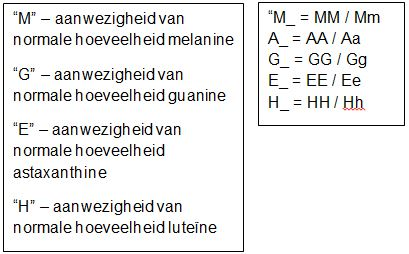 “M” – aanwezigheid van
normale hoeveelheid melanine
“G” – aanwezigheid van
normale hoeveelheid guanine
“E” – aanwezigheid van
normale hoeveelheid
astaxanthine
“H” – aanwezigheid van
normale hoeveelheid luteïne
“M_ = MM / Mm
A_ = AA / Aa
G_ = GG / Gg
E_ = EE / Ee
H_ = HH / Hh